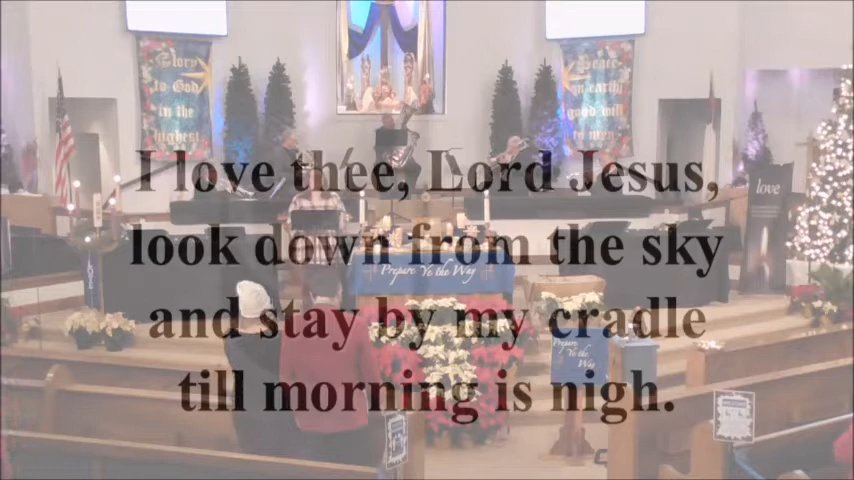 Glory
to God
in the
highest
Peace
on earth
good will
to men
I love thee, Lord Jesus,
look down from the sky
and stay by my cradle
till morning is nigh.
love
Prepare Ye the Way
Prepare
Ye the
Way